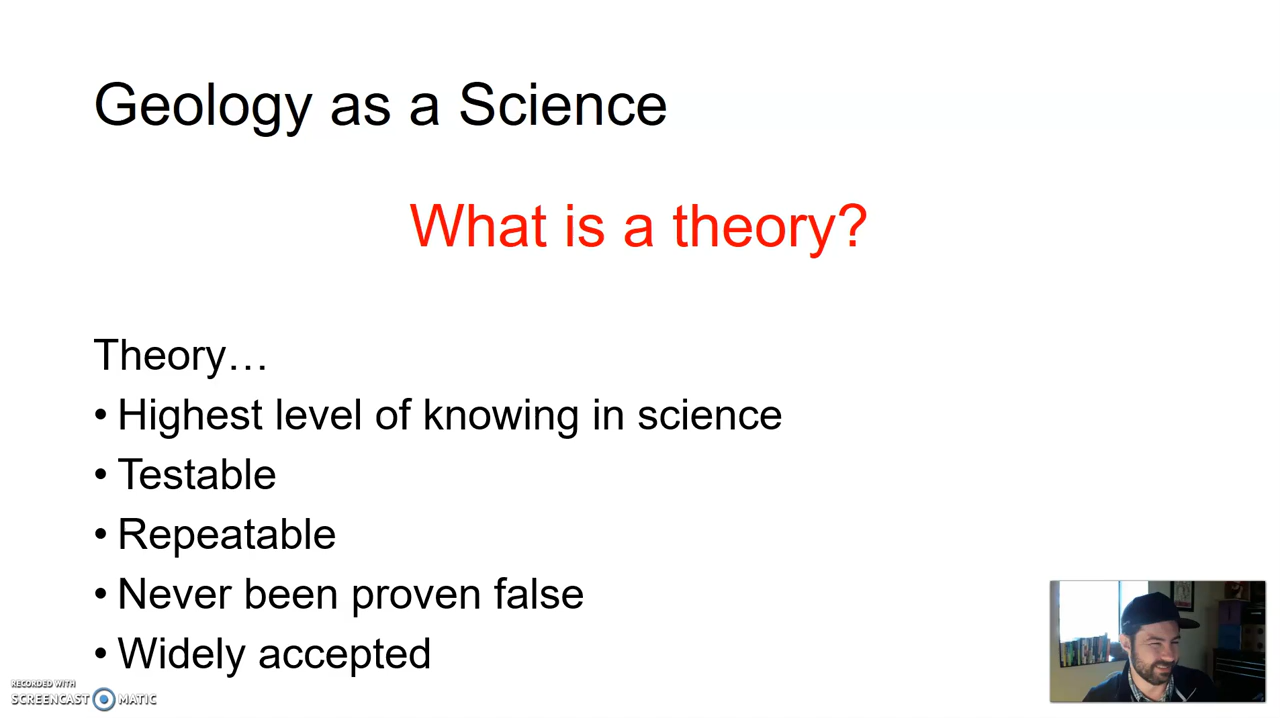 Geology as a Science
What is a theory?
Theory…
• Highest level of knowing in science
• Testable
• Repeatable
• Never been proven false
• Widely accepted
RECORDED WITH
SCREENCAST MATIC